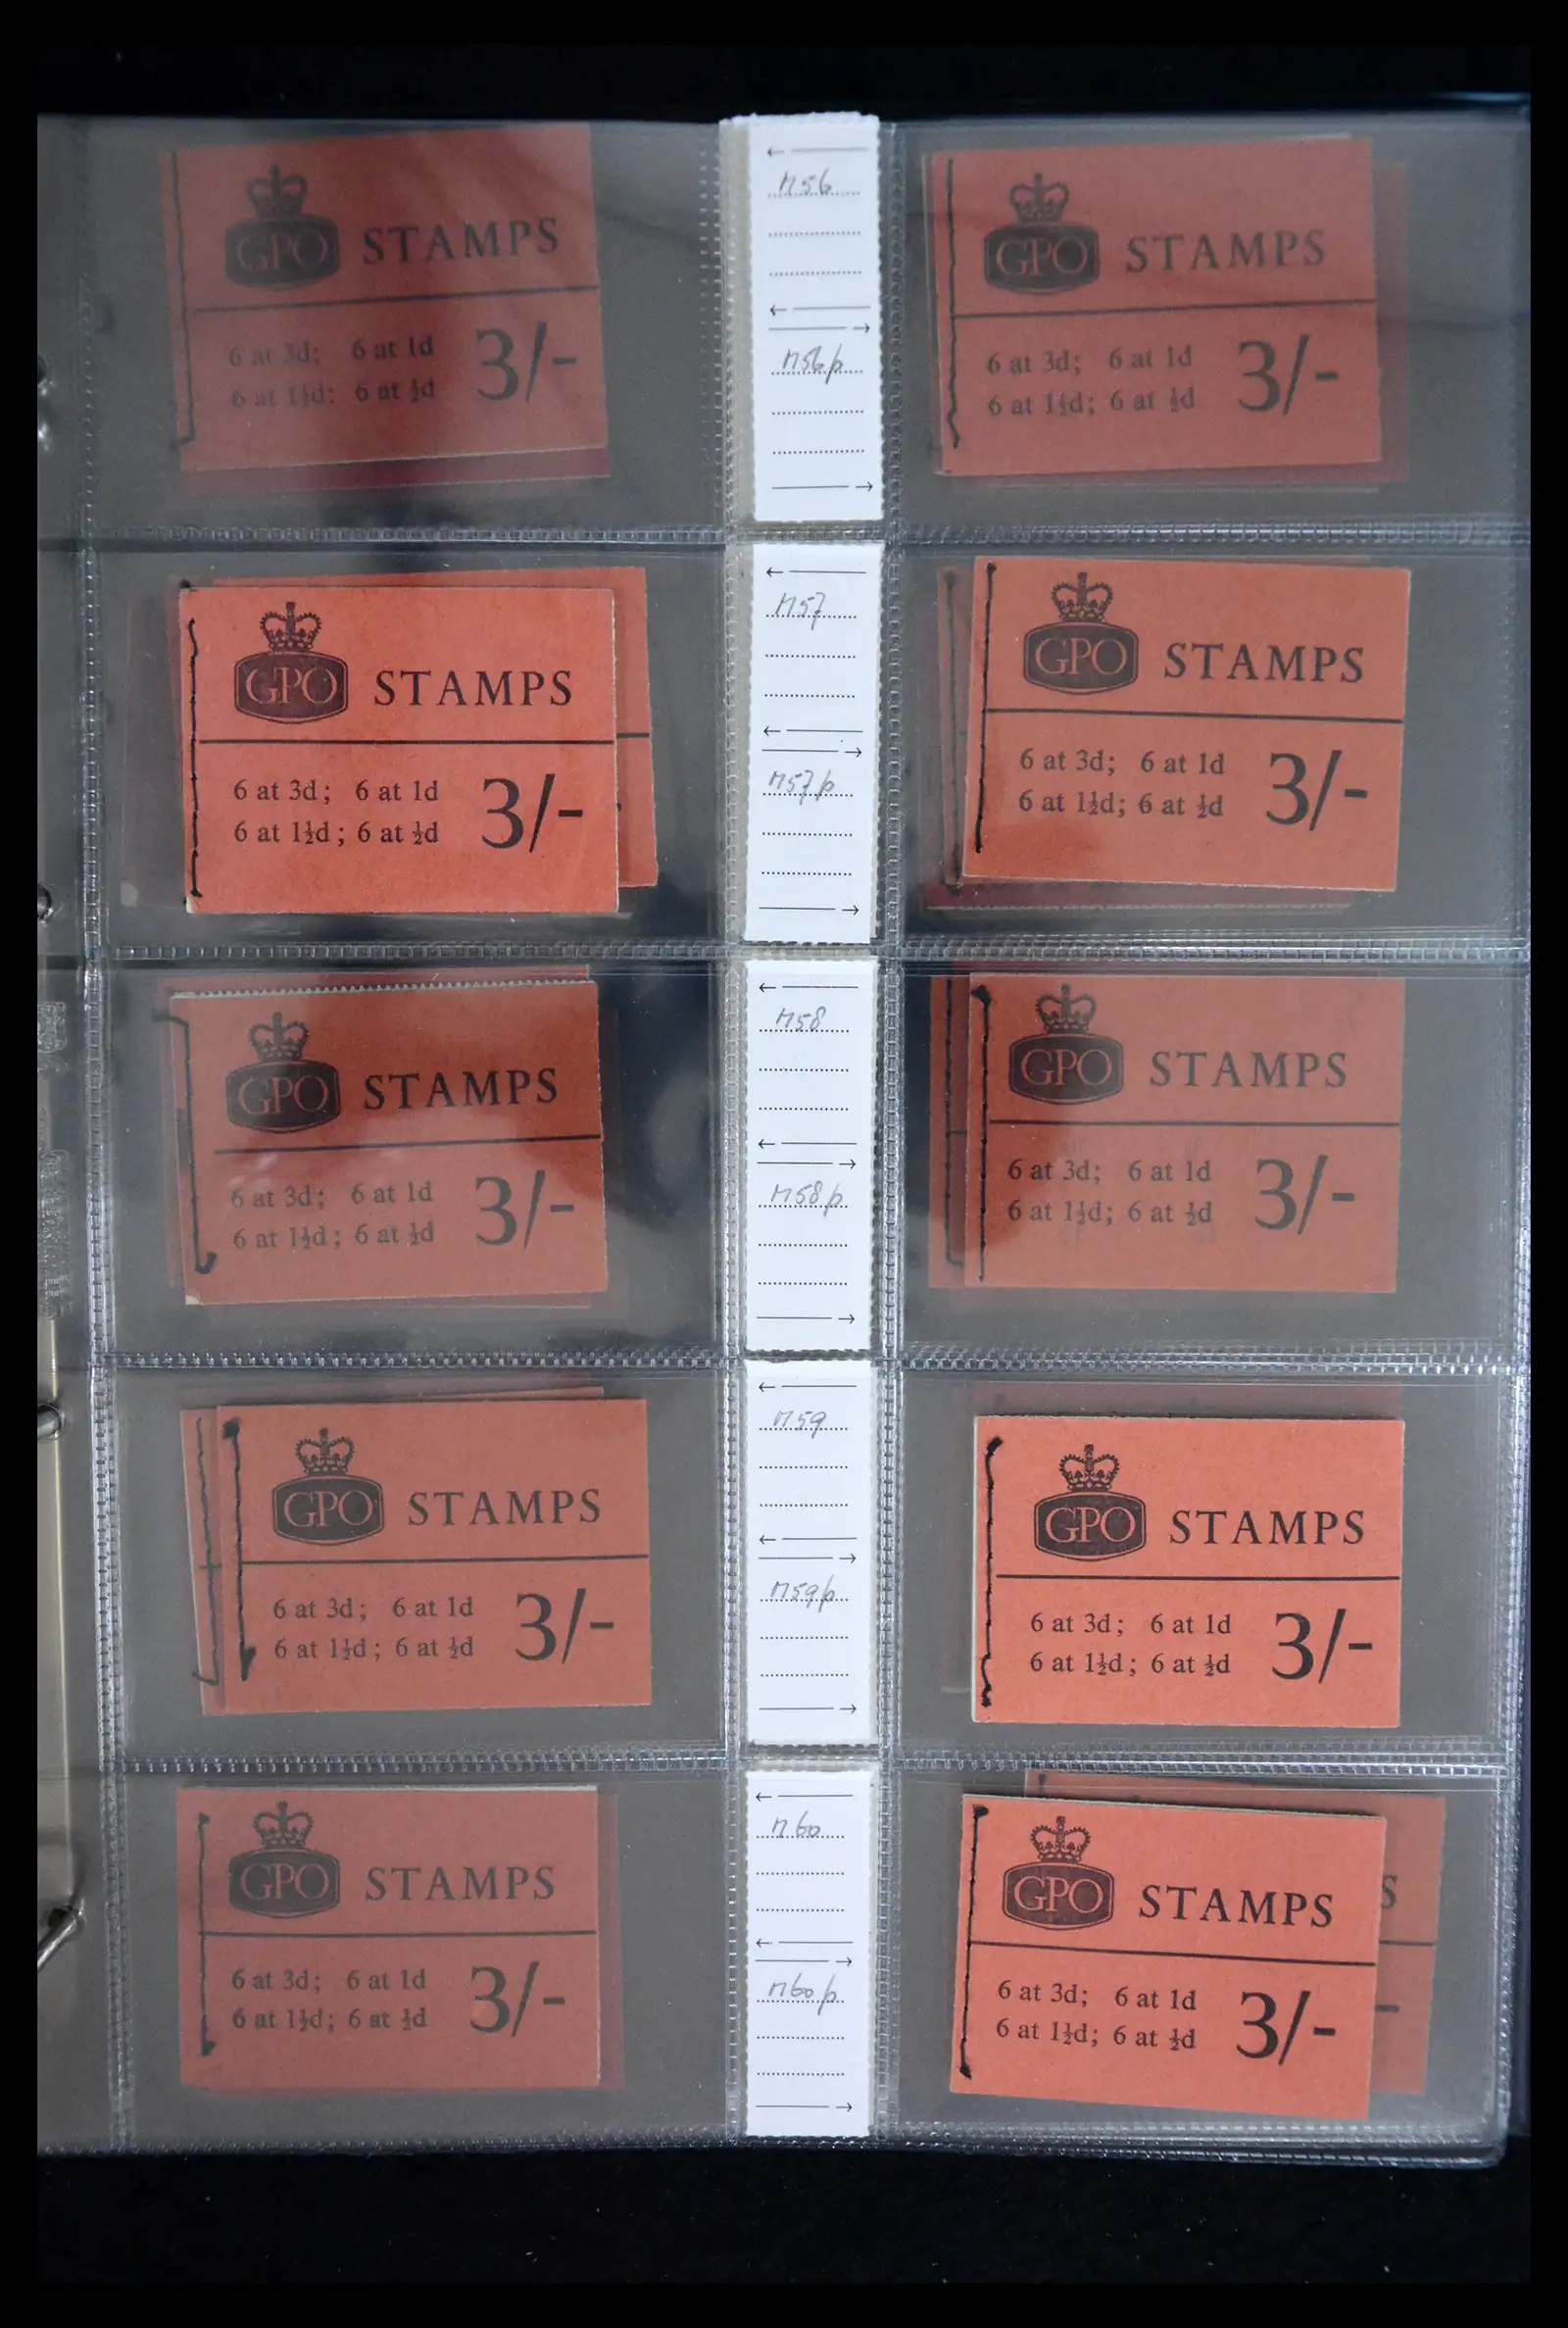 GPO STAMPS
6 at 3d; 6 at 1d
6 at 1½d; 6 at ½d 3/-
M56
M56p
GPO STAMPS
6 at 3d; 6 at 1d
6 at 1½d; 6 at ½d 3/-
GPO STAMPS
6 at 3d; 6 at 1d
6 at 1½d; 6 at ½d 3/-
M57
M57p
GPO STAMPS
6 at 3d; 6 at 1d
6 at 1½d; 6 at ½d 3/-
GPO STAMPS
6 at 3d; 6 at 1d
6 at 1½d; 6 at ½d 3/-
M58
M58p
GPO STAMPS
6 at 3d; 6 at 1d
6 at 1½d; 6 at ½d 3/-
GPO STAMPS
6 at 3d; 6 at 1d
6 at 1½d; 6 at ½d 3/-
M59
M59p
GPO STAMPS
6 at 3d; 6 at 1d
6 at 1½d; 6 at ½d 3/-
GPO STAMPS
6 at 3d; 6 at 1d
6 at 1½d; 6 at ½d 3/-
M60
M60p
GPO STAMPS
6 at 3d; 6 at 1d
6 at 1½d; 6 at ½d 3/-
S
-